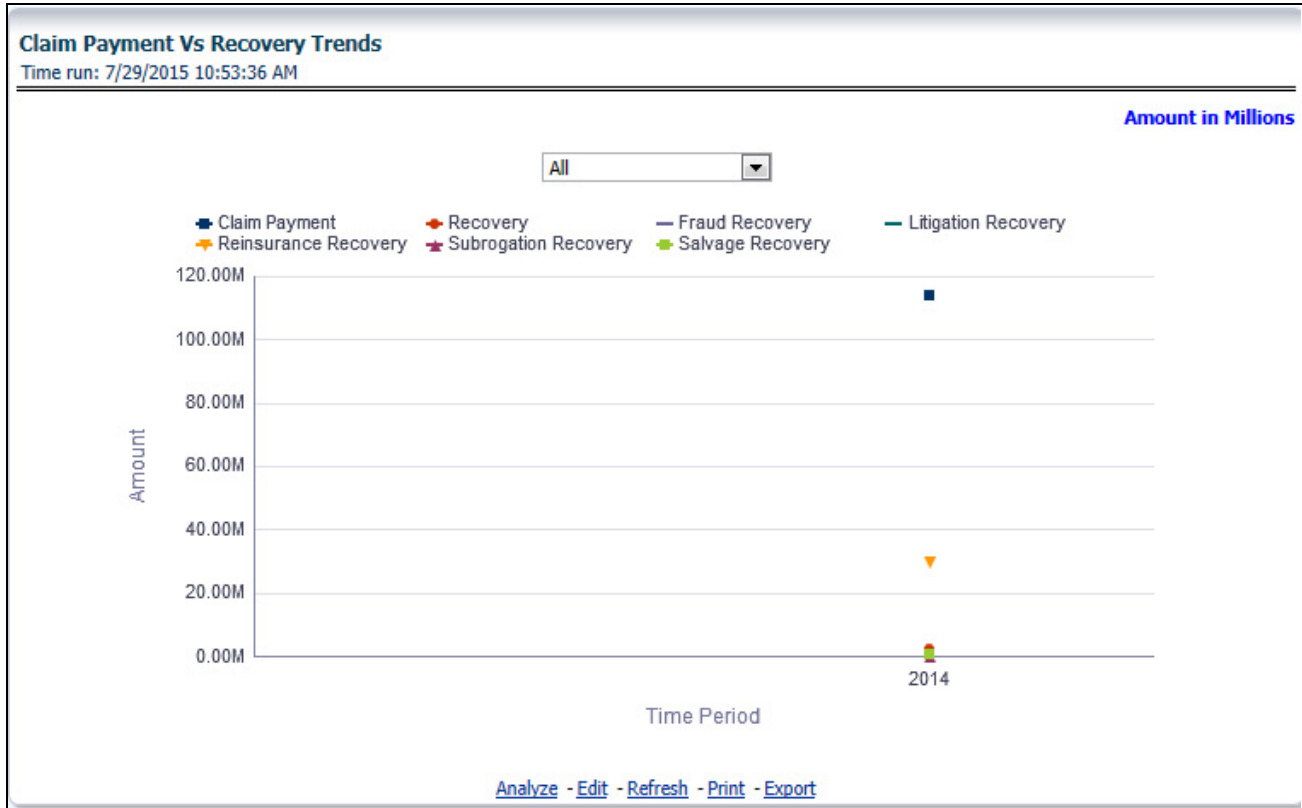 Claim Payment Vs Recovery Trends
Time run: 7/29/2015 10:53:36 AM
Amount in Millions
All
Claim Payment Recovery Fraud Recovery Litigation Recovery
Reinsurance Recovery Subrogation Recovery Salvage Recovery
120.00M
100.00M
80.00M
60.00M
40.00M
20.00M
0.00M
Amount
2014
Time Period
Analyze - Edit - Refresh - Print - Export